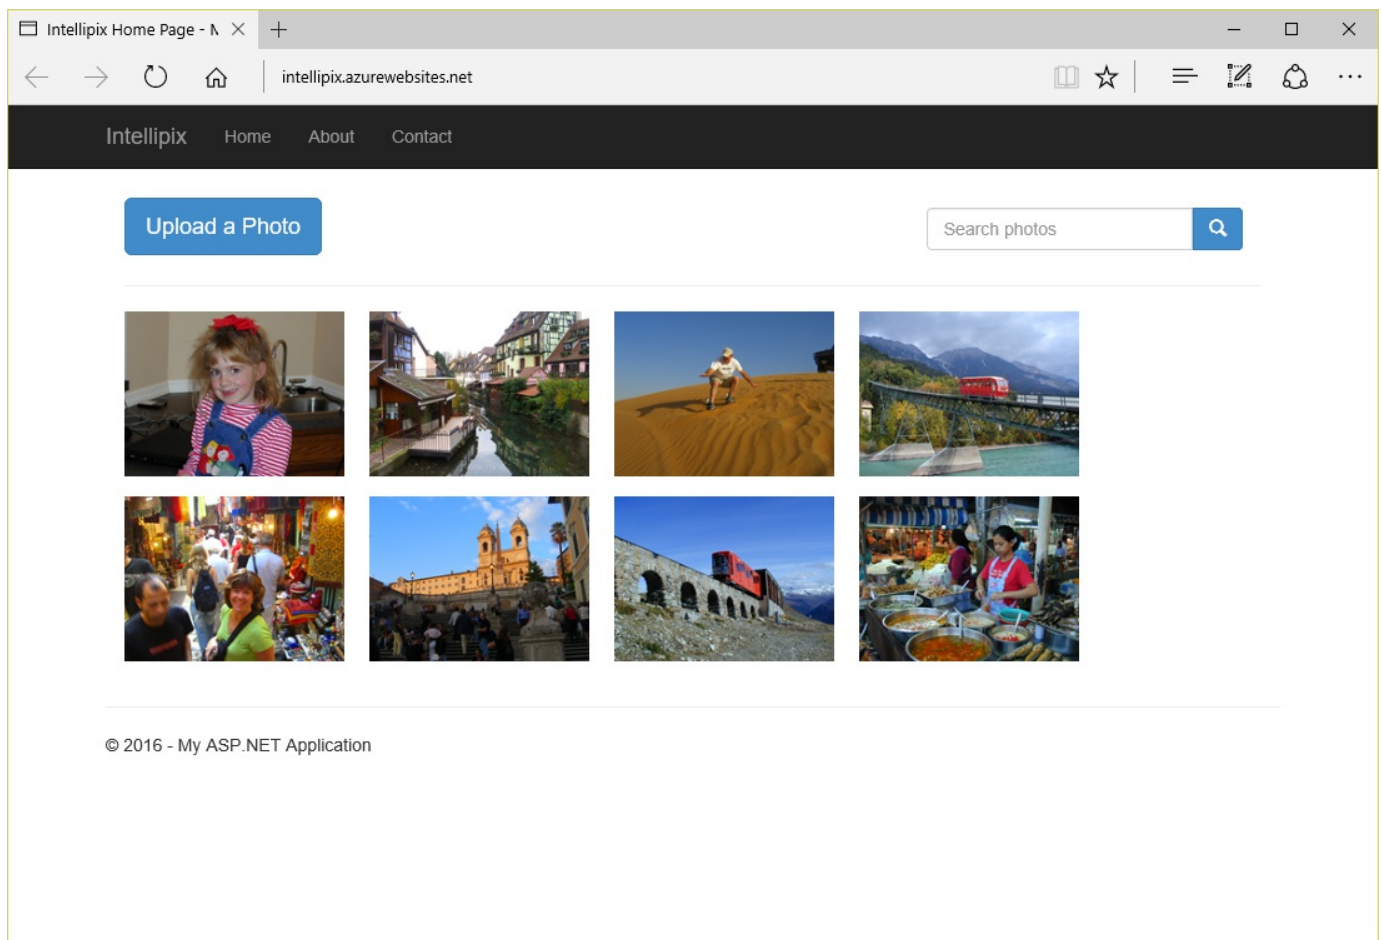 Intellipix Home Page - M
intellipix.azurewebsites.net
Intellipix Home About Contact
Upload a Photo
Search photos
© 2016 - My ASP.NET Application